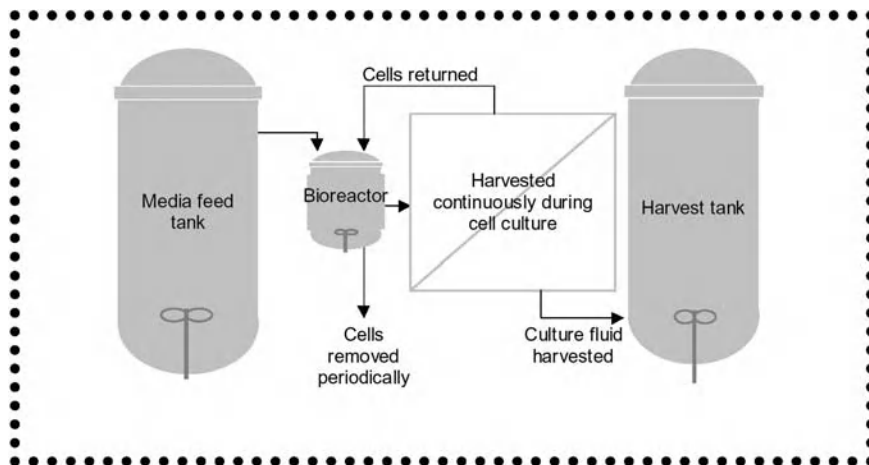 Cells returned
Media feed
tank
Bioreactor
Harvested
continuously during
cell culture
Harvest tank
Cells
removed
periodically
Culture fluid
harvested